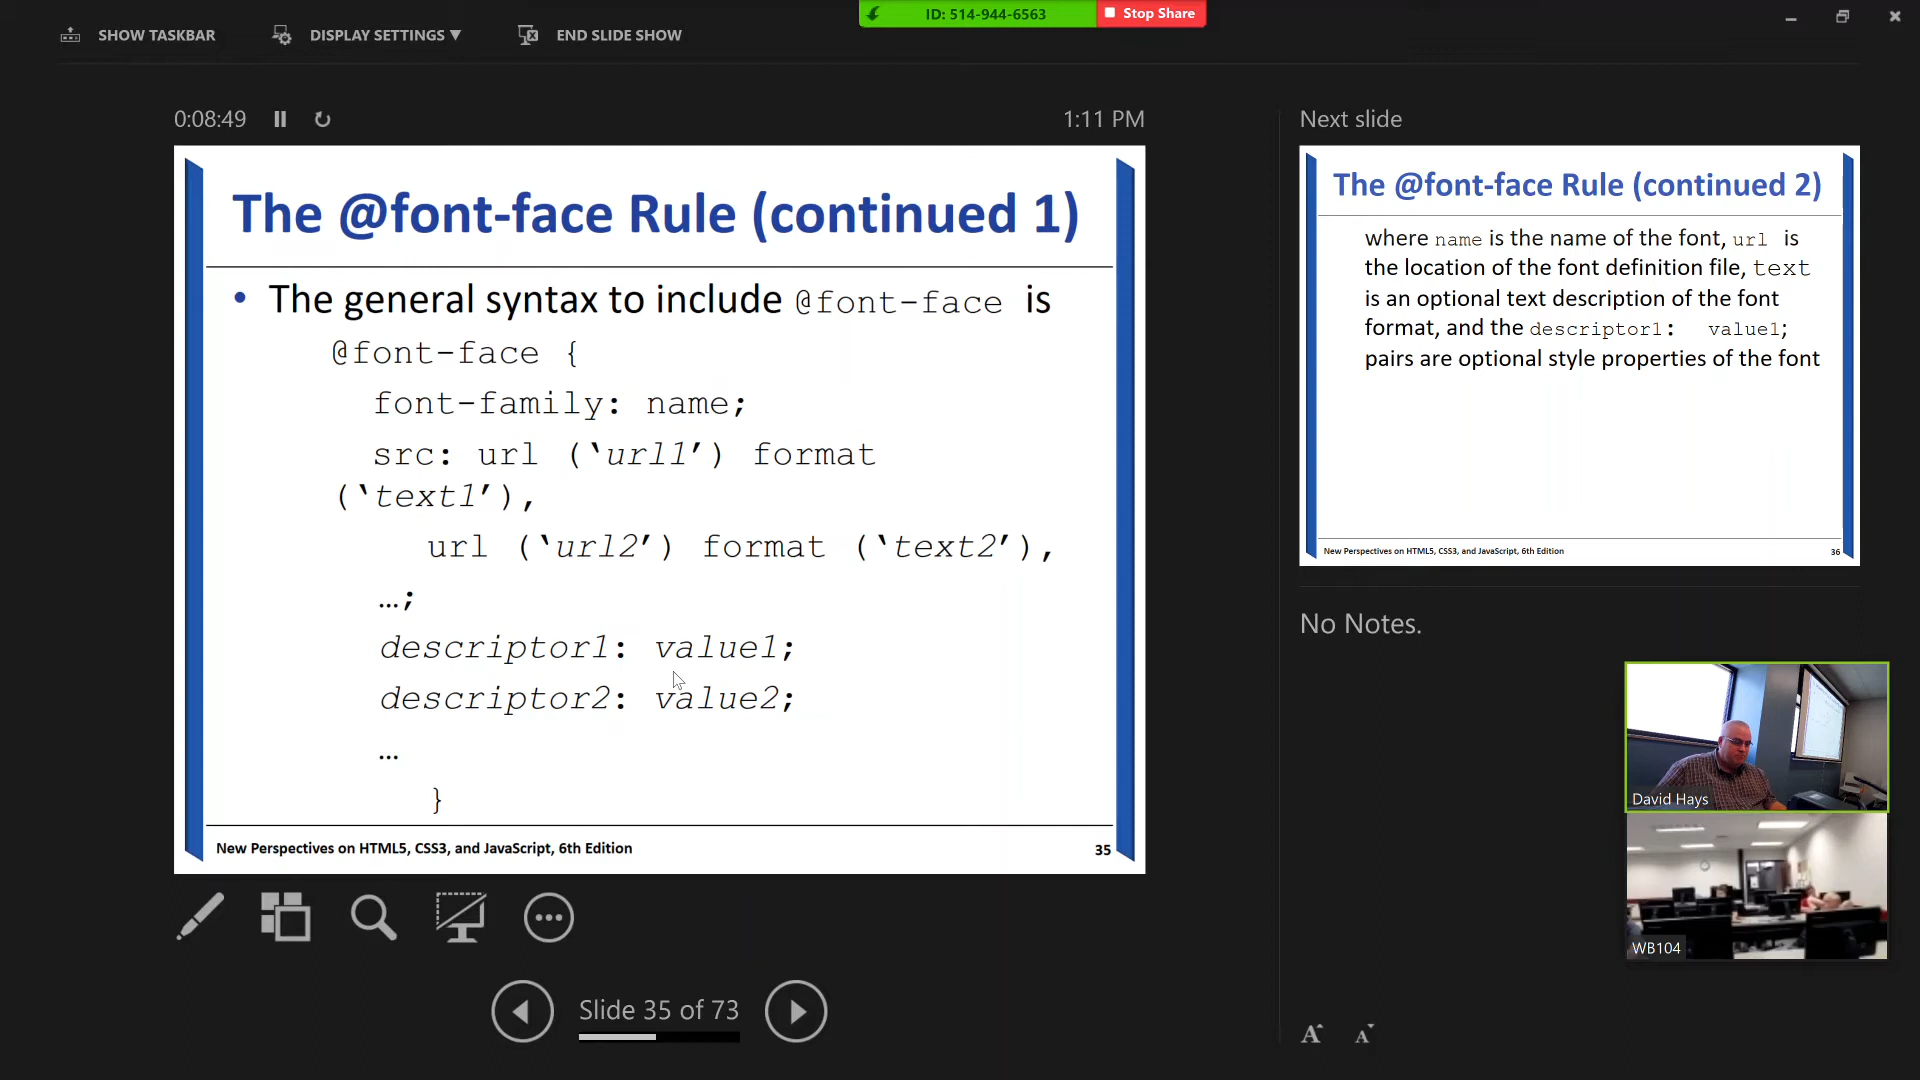 ID: 514-944-6563
Stop Share
SHOW TASKBAR
DISPLAY SETTINGS ▼
END SLIDE SHOW
0:08:49
1:11 PM
The @font-face Rule (continued 1)
• The general syntax to include @font-face is
@font-face {
font-family: name;
src: url (‘url1’) format
(‘text1’),
url (‘url2’) format (‘text2’),
…;
descriptor1: value1;
descriptor2: value2;
…
}
New Perspectives on HTML5, CSS3, and JavaScript, 6th Edition
35
Slide 35 of 73
Next slide
The @font-face Rule (continued 2)
where name is the name of the font, url is
the location of the font definition file, text
is an optional text description of the font
format, and the descriptor1: value1;
pairs are optional style properties of the font
New Perspectives on HTML5, CSS3, and JavaScript, 6th Edition
36
No Notes.
David Hays
WB104
A A